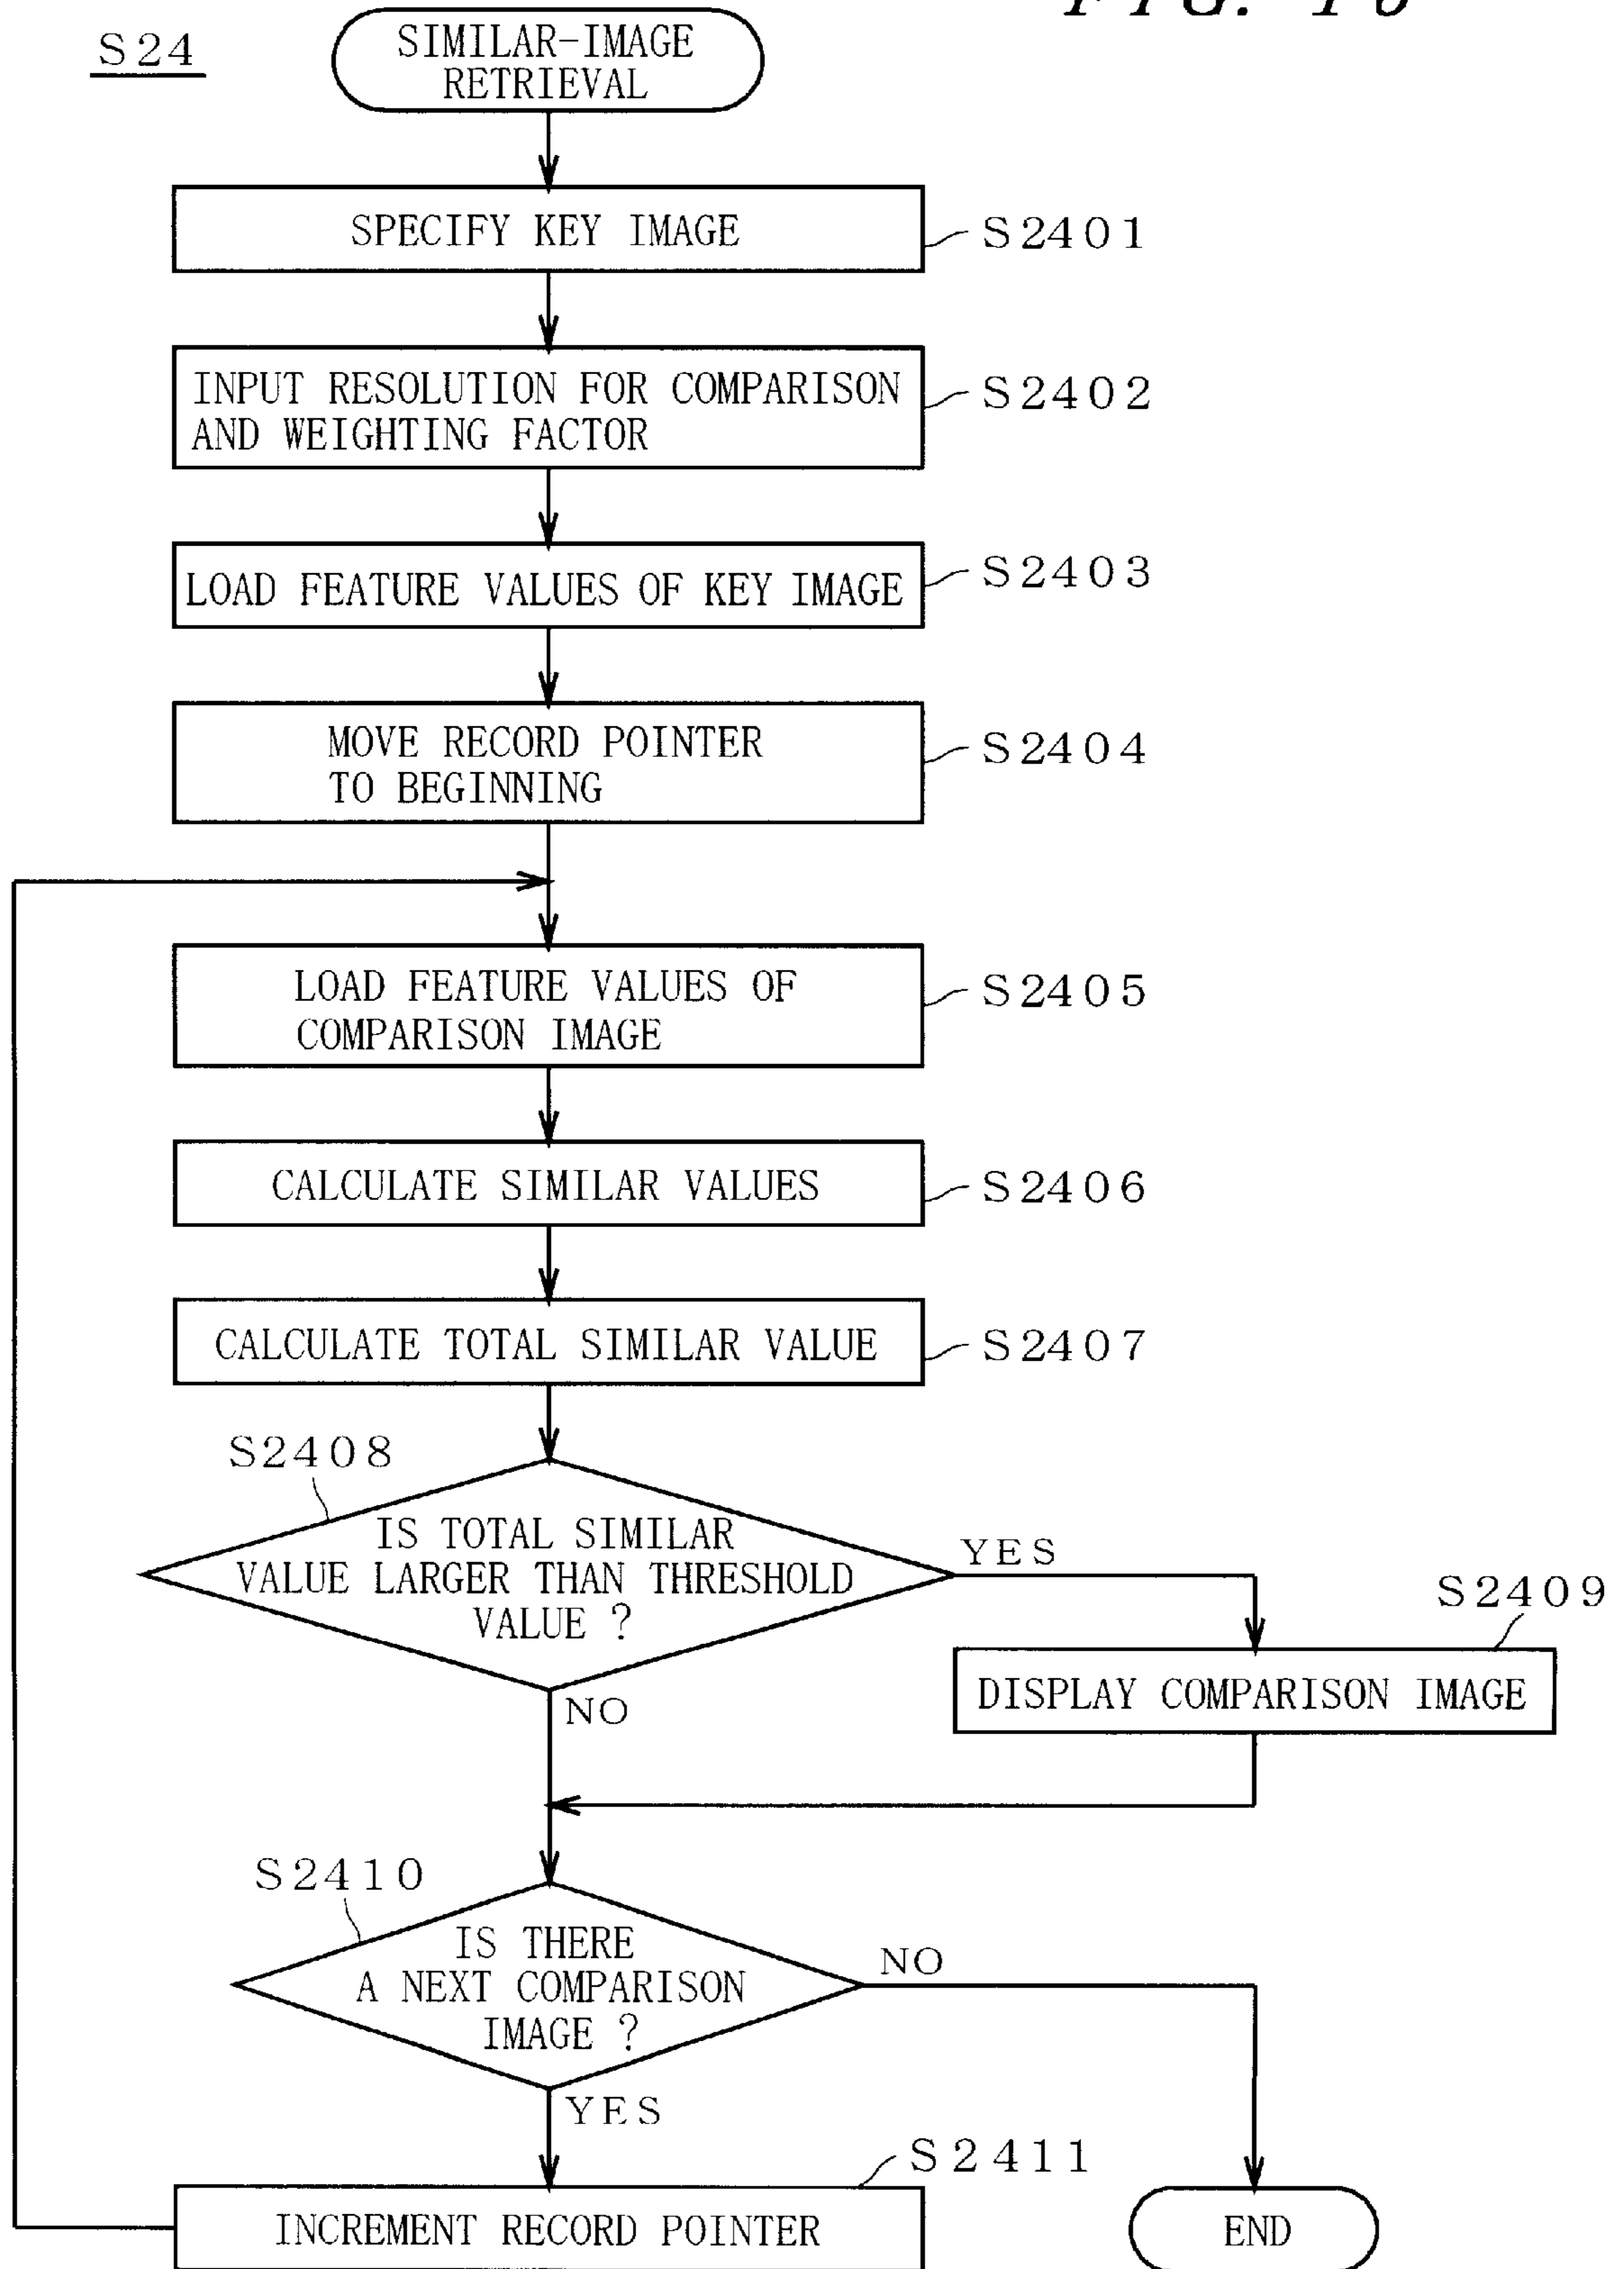 S24
SIMILAR-IMAGE
RETRIEVAL
SPECIFY KEY IMAGE
S2401
INPUT RESOLUTION FOR COMPARISON
AND WEIGHTING FACTOR
S2402
LOAD FEATURE VALUES OF KEY IMAGE
S2403
MOVE RECORD POINTER
TO BEGINNING
S2404
LOAD FEATURE VALUES OF
COMPARISON IMAGE
S2405
CALCULATE SIMILAR VALUES
S2406
CALCULATE TOTAL SIMILAR VALUE
S2407
S2408
IS TOTAL SIMILAR
VALUE LARGER THAN THRESHOLD
VALUE ?
YES
S2409
DISPLAY COMPARISON IMAGE
NO
S2410
IS THERE
A NEXT COMPARISON
IMAGE ?
NO
YES
S2411
INCREMENT RECORD POINTER
END